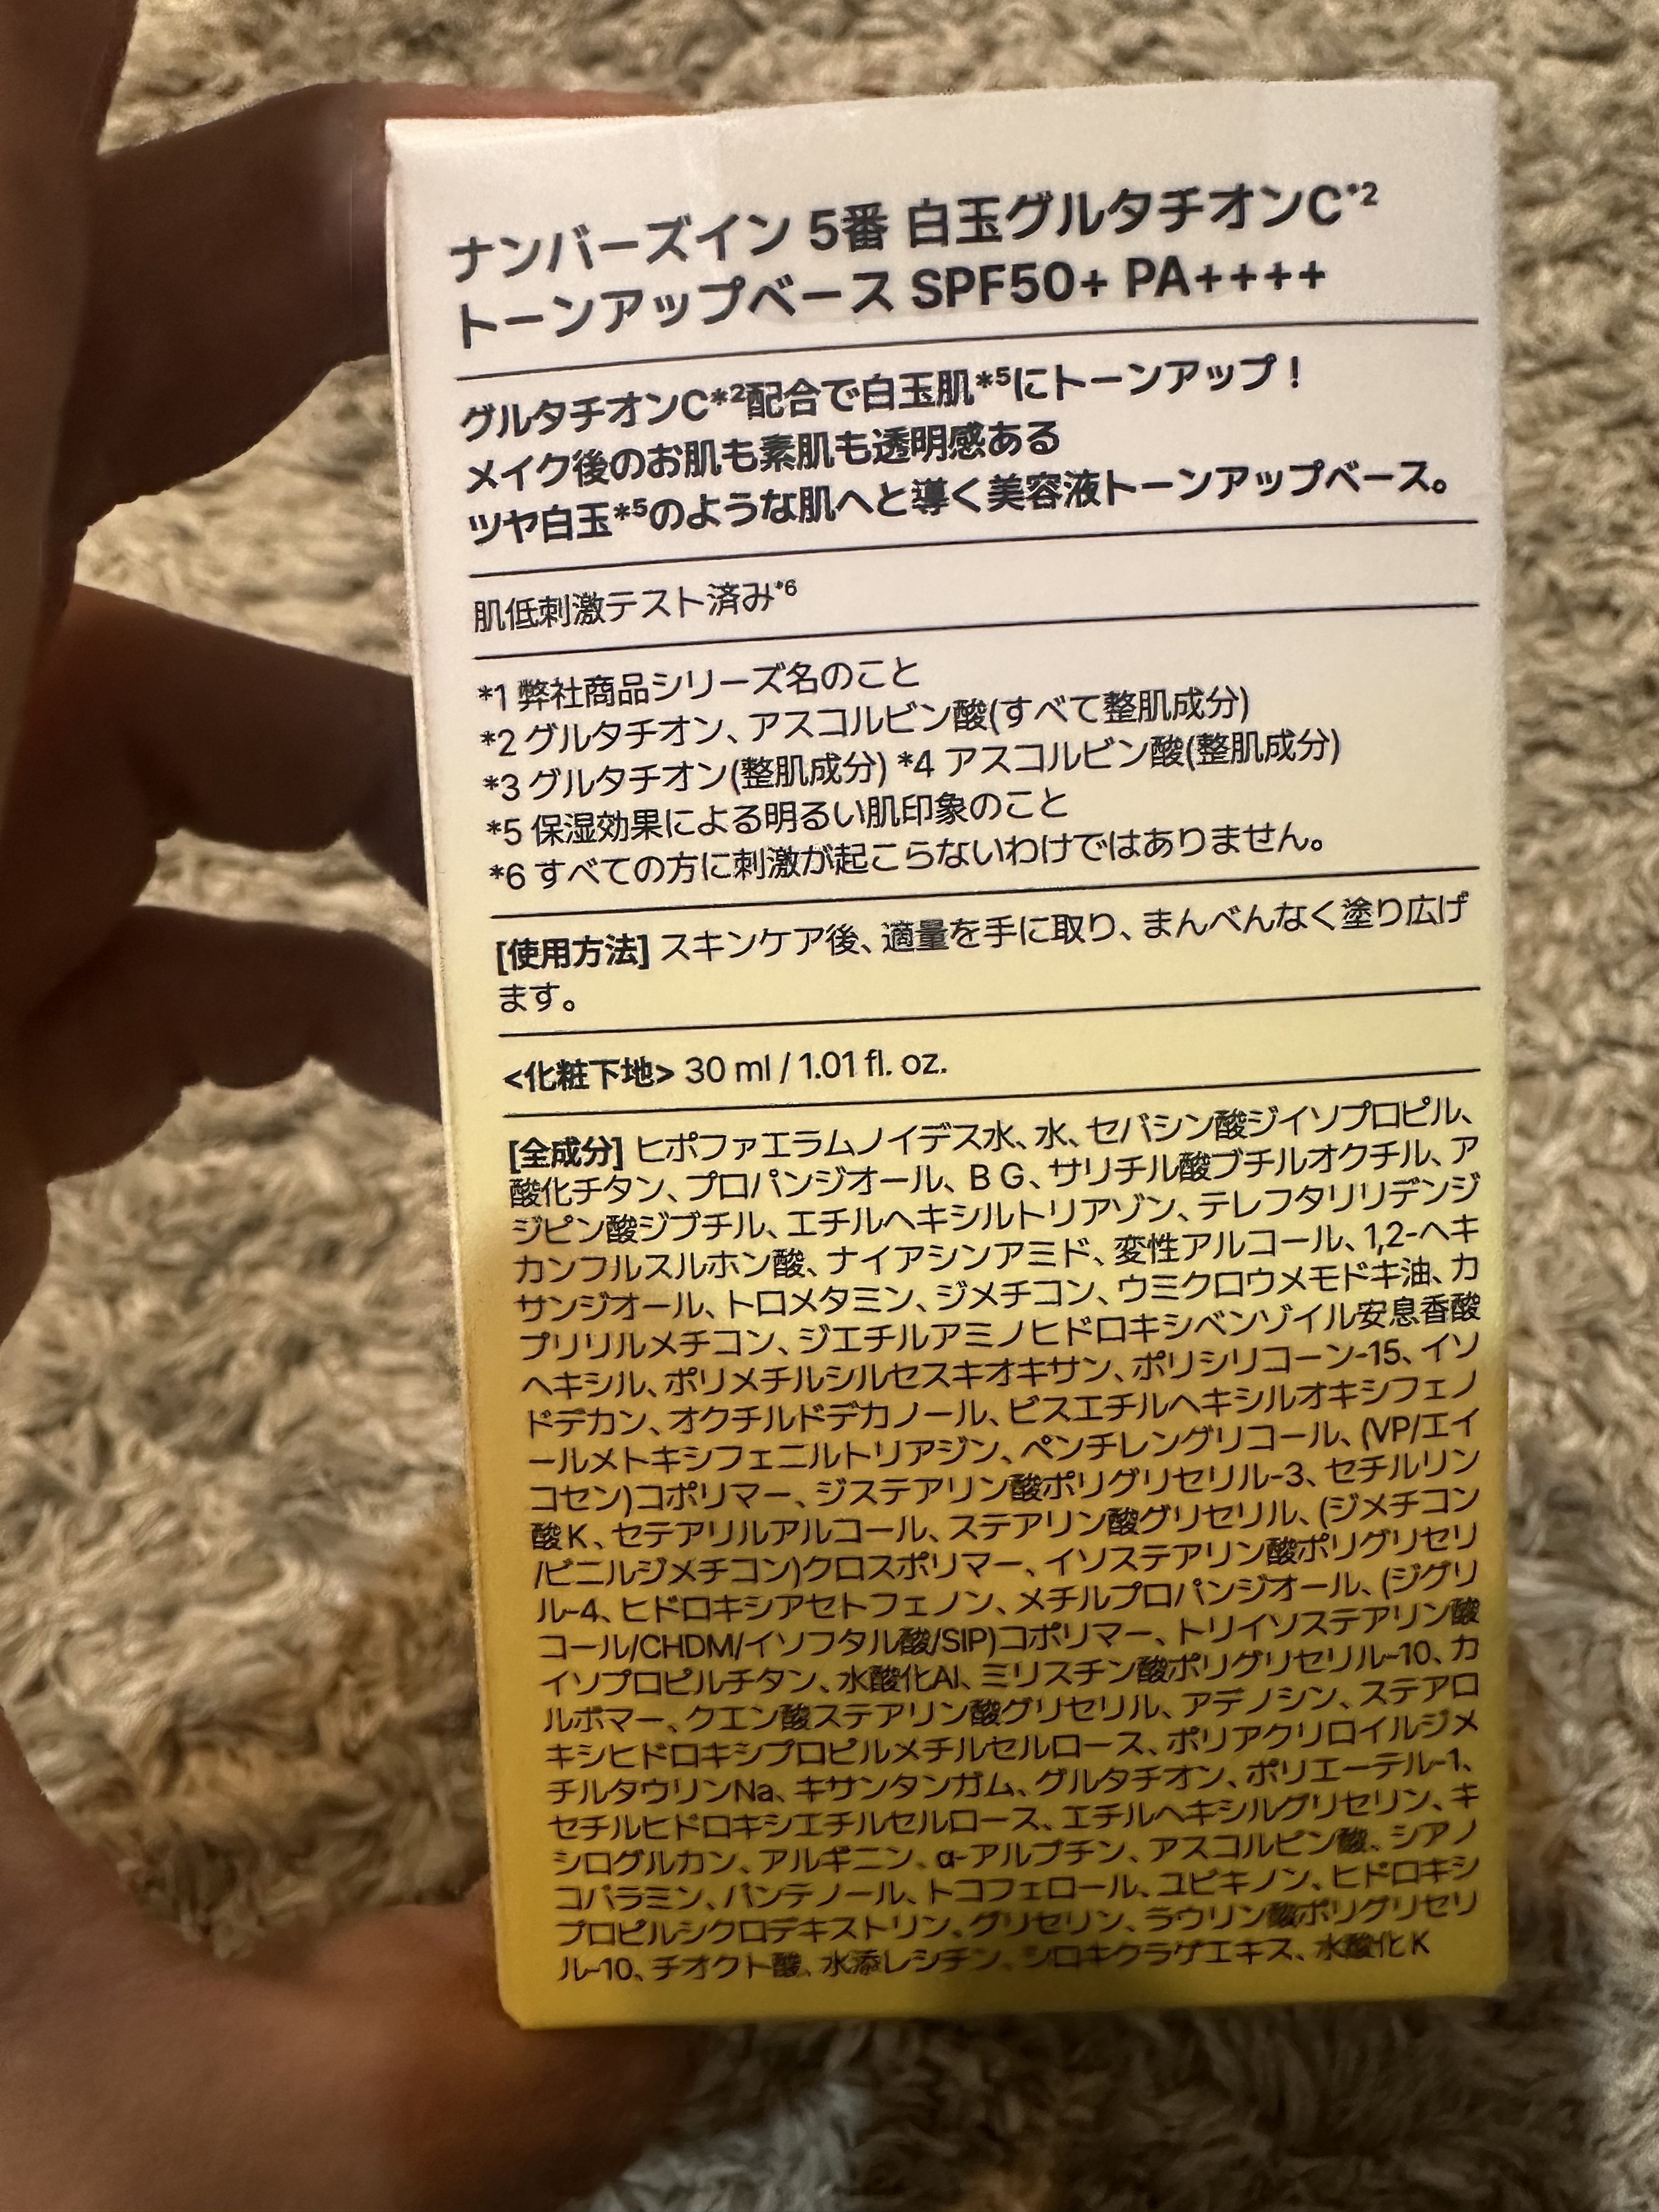 ナンバーズイン 5番 白玉グルタチオンC*2
トーンアップベース SPF50+ PA++++
グルタチオンC*2配合で白玉肌*5にトーンアップ！
メイク後のお肌も素肌も透明感ある
ツヤ白玉*5のような肌へと導く美容液トーンアップベース。
肌低刺激テスト済み*6
*1 弊社商品シリーズ名のこと
*2 グルタチオン、アスコルビン酸(すべて整肌成分)
*3 グルタチオン(整肌成分) *4 アスコルビン酸(整肌成分)
*5 保湿効果による明るい肌印象のこと
*6 すべての方に刺激が起こらないわけではありません。
[使用方法] スキンケア後、適量を手に取り、まんべんなく塗り広げ
ます。
<化粧下地> 30 ml / 1.01 fl. oz.
[全成分] ヒポファエラムノイデス水、水、セバシン酸ジイソプロピル、
酸化チタン、プロパンジオール、BG、サリチル酸ブチルオクチル、ア
ジピン酸ジブチル、エチルヘキシルトリアゾン、テレフタリリデンジ
カンフルスルホン酸、ナイアシンアミド、変性アルコール、1,2-ヘキ
サンジオール、トロメタミン、ジメチコン、ウミクロウメモドキ油、カ
プリリルメチコン、ジエチルアミノヒドロキシベンゾイル安息香酸
ヘキシル、ポリメチルシルセスキオキサン、ポリシリコーン-15、イソ
ドデカン、オクチルドデカノール、ビスエチルヘキシルオキシフェノ
ールメトキシフェニルトリアジン、ペンチレングリコール、(VP/エイ
コセン)コポリマー、ジステアリン酸ポリグリセリル-3、セチルリン
酸K、セテアリルアルコール、ステアリン酸グリセリル、(ジメチコン
/ビニルジメチコン)クロスポリマー、イソステアリン酸ポリグリセリ
ル-4、ヒドロキシアセトフェノン、メチルプロパンジオール、(ジグリ
コール/CHDM/イソフタル酸/SIP)コポリマー、トリイソステアリン酸
イソプロピルチタン、水酸化Al、ミリスチン酸ポリグリセリル-10、カ
ルボマー、クエン酸ステアリン酸グリセリル、アデノシン、ステアロ
キシヒドロキシプロピルメチルセルロース、ポリアクリロイルジメ
チルタウリンNa、キサンタンガム、グルタチオン、ポリエーテル-1、
セチルヒドロキシエチルセルロース、エチルヘキシルグリセリン、キ
シログルカン、アルギニン、α-アルブチン、アスコルビン酸、シアノ
コバラミン、パンテノール、トコフェロール、ユビキノン、ヒドロキシ
プロピルシクロデキストリン、グリセリン、ラウリン酸ポリグリセリ
ル-10、チオクト酸、水添レシチン、シロキクラゲエキス、水酸化K